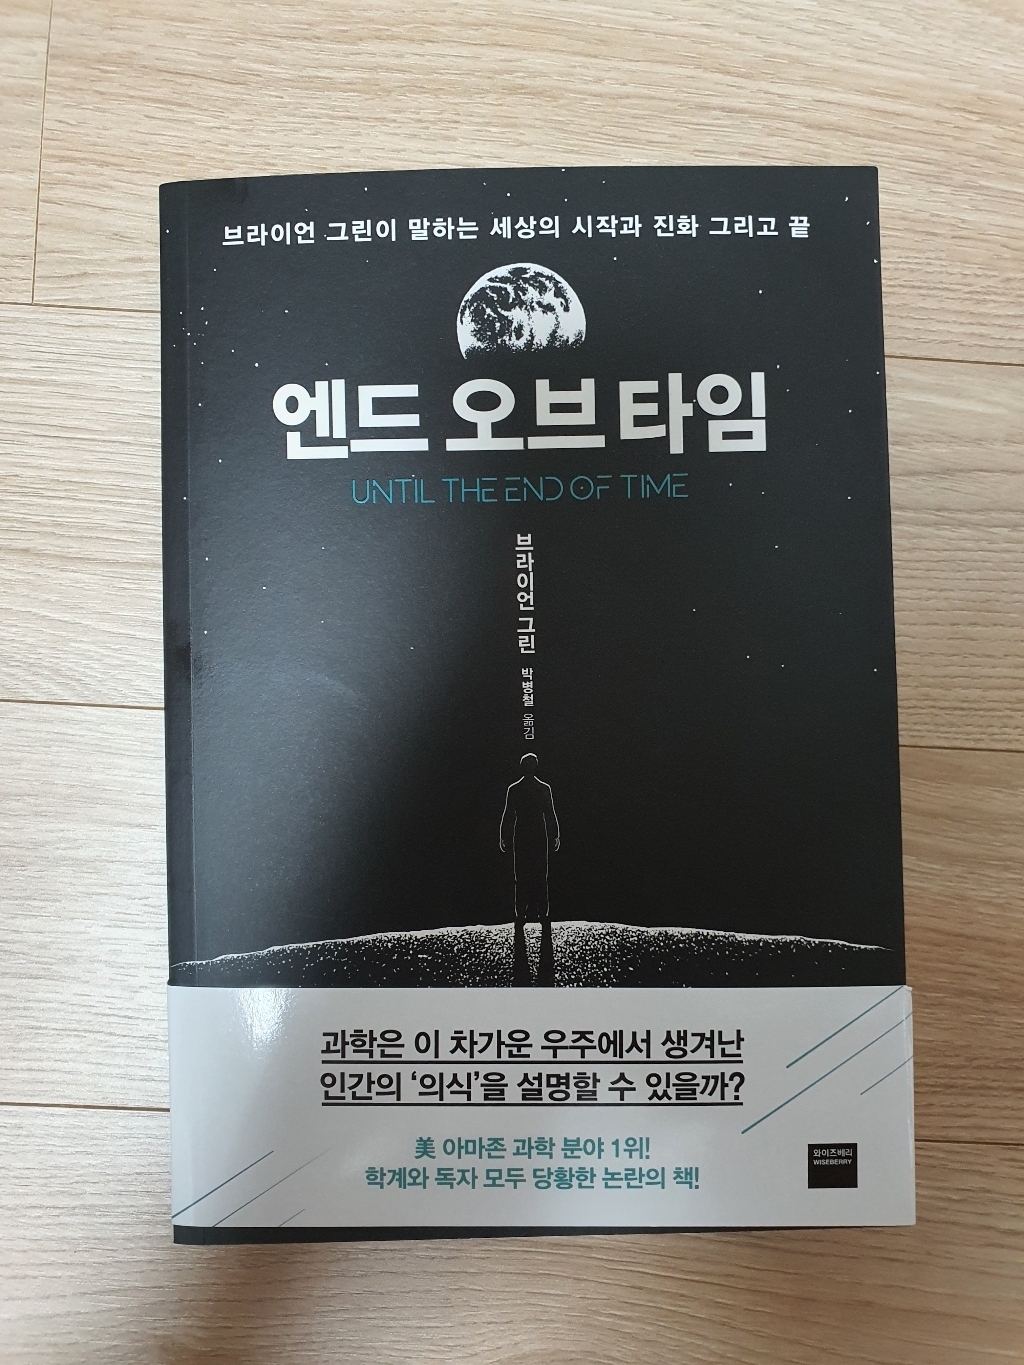 브라이언 그린이 말하는 세상의 시작과 진화 그리고 끝
엔드 오브 타임
UNTIL THE END OF TIME
브라이언 그린
박병철 옮김
과학은 이 차가운 우주에서 생겨난
인간의 ‘의식’을 설명할 수 있을까?
美 아마존 과학 분야 1위!
학계와 독자 모두 당황한 논란의 책!
와이즈베리
WISEBERRY